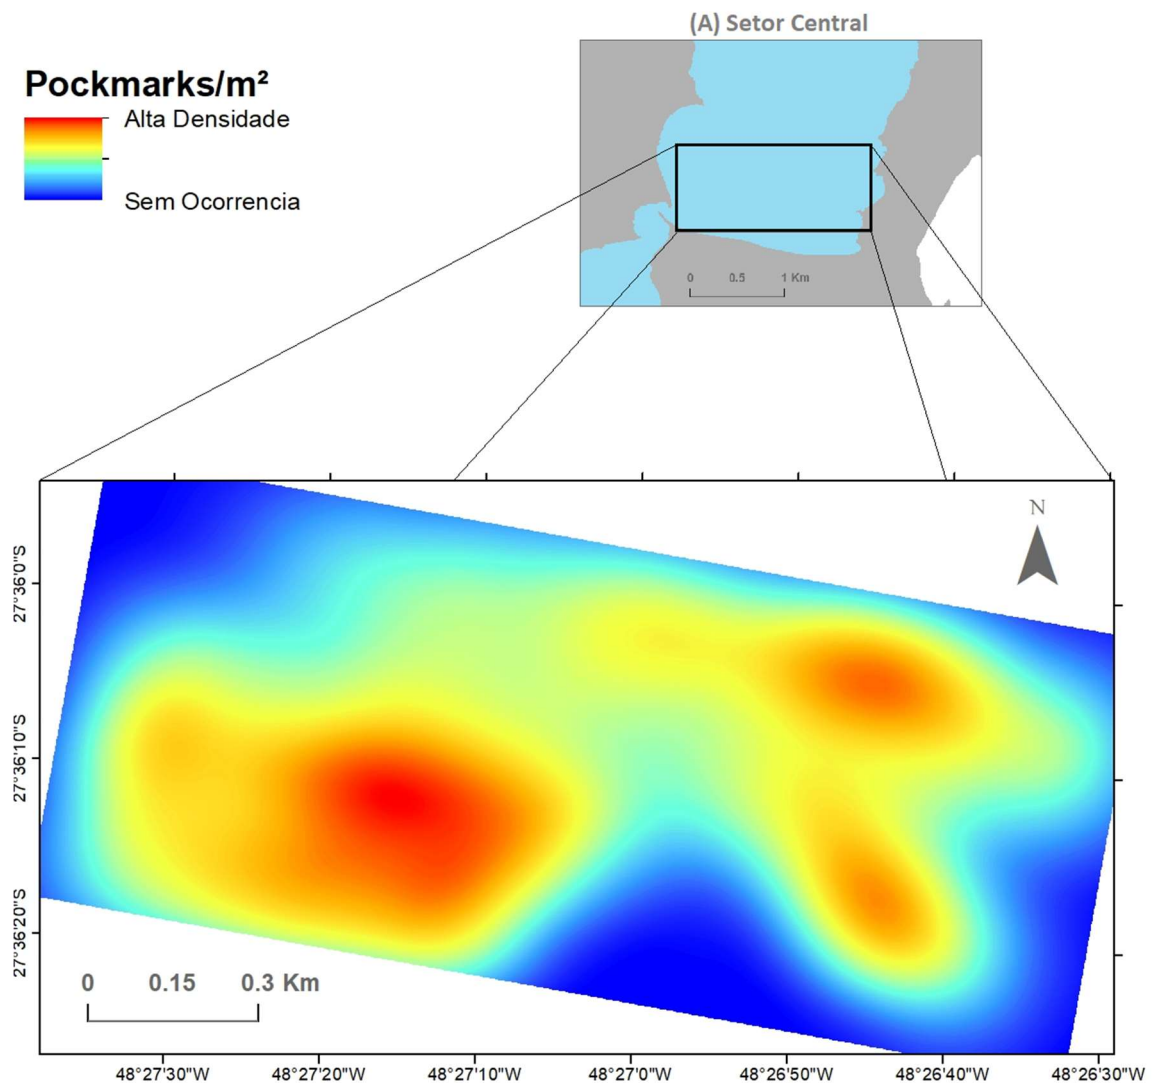 (A) Setor Central
Pockmarks/m²
Alta Densidade
Sem Ocorrencia
0 0.5 1 Km
N
27°36'0"S
27°36'10"S
27°36'20"S
0 0.15 0.3 Km
48°27'30"W 48°27'20"W 48°27'10"W 48°27'0"W 48°26'50"W 48°26'40"W 48°26'30"W